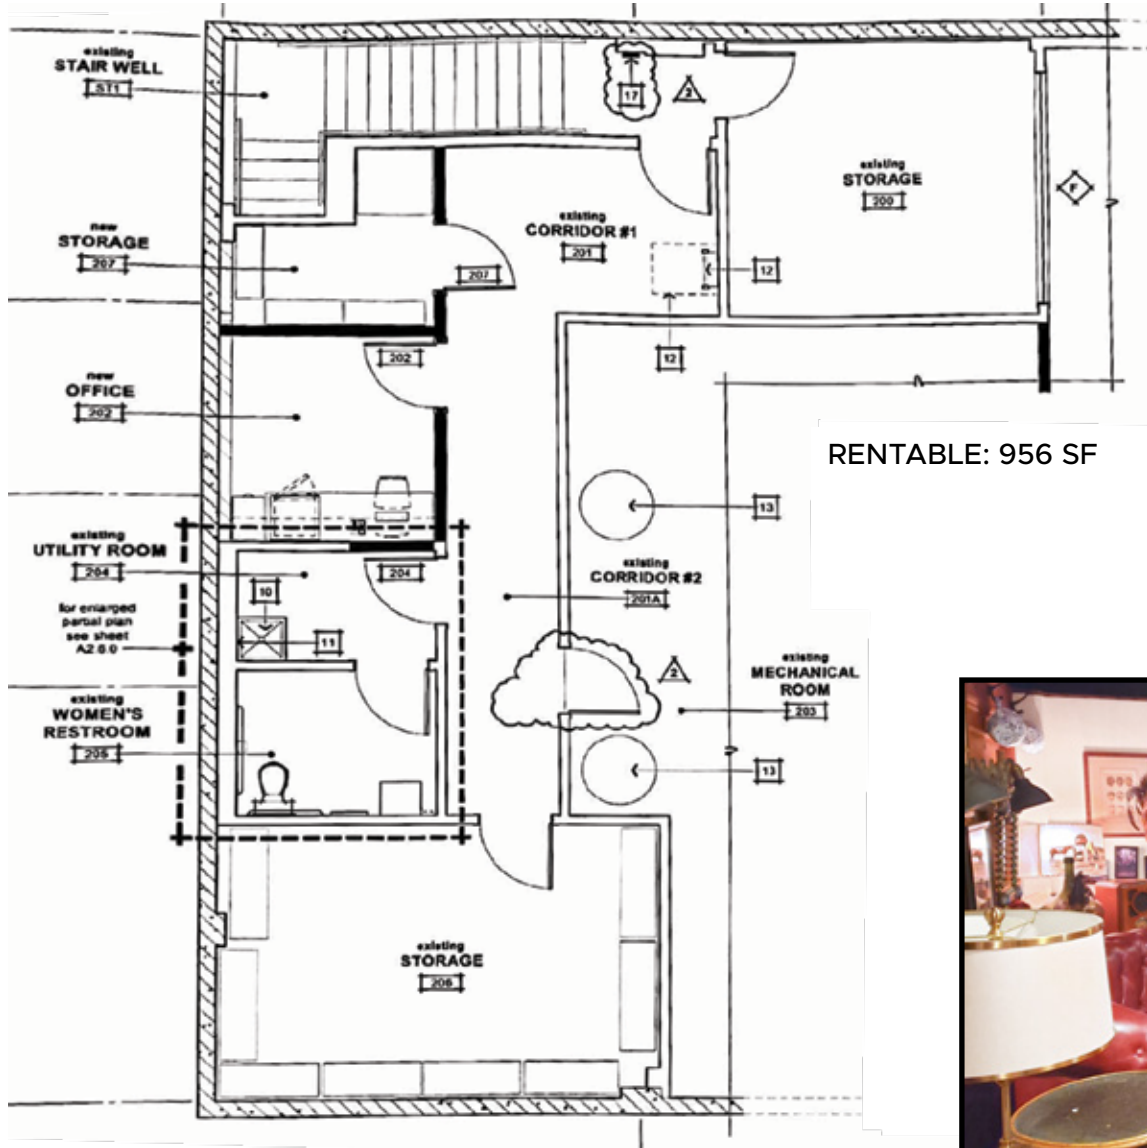 existing
STAIR WELL
ST1
17
2
existing
STORAGE
200
F
new
STORAGE
207
207
existing
CORRIDOR #1
201
12
12
202
new
OFFICE
202
RENTABLE: 956 SF
13
existing
UTILITY ROOM
204
204
existing
CORRIDOR #2
201A
10
11
for enlarged
partial plan
see sheet
A2.6.0
2
existing
MECHANICAL
ROOM
203
existing
WOMEN'S
RESTROOM
205
13
existing
STORAGE
206